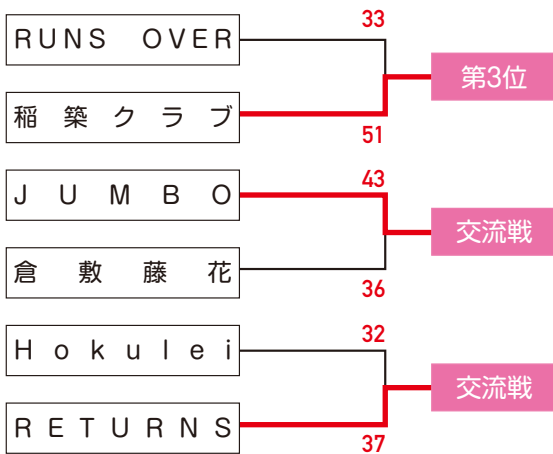 33
RUNS OVER
第3位
稲築クラブ
51
43
JUMBO
交流戦
倉敷藤花
36
32
Hokulei
交流戦
RETURNS
37